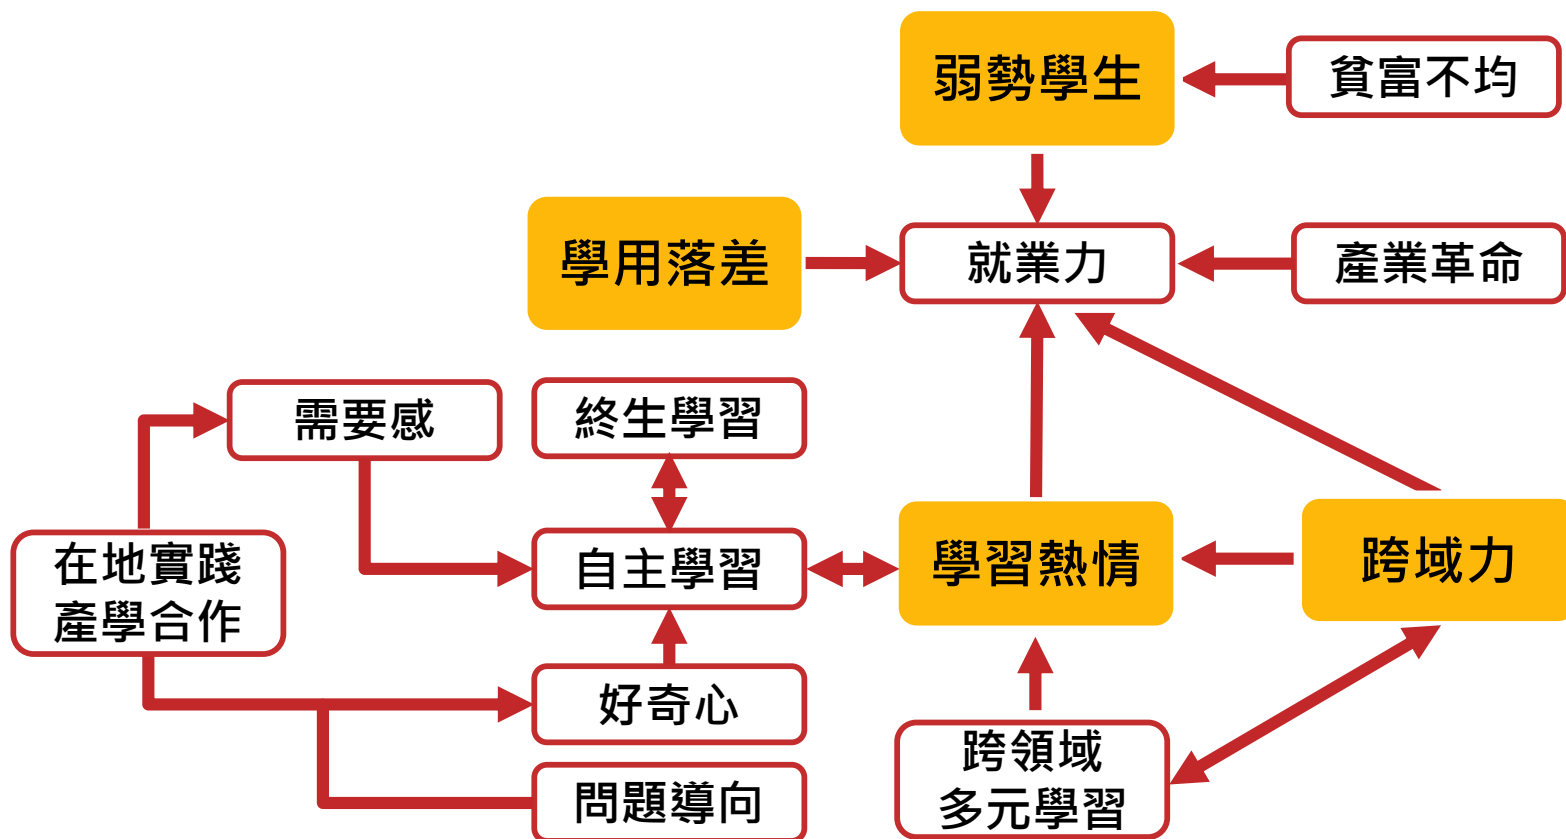 弱勢學生
貧富不均
學用落差
就業力
產業革命
需要感
終生學習
在地實踐
產學合作
自主學習
學習熱情
跨域力
好奇心
跨領域
多元學習
問題導向